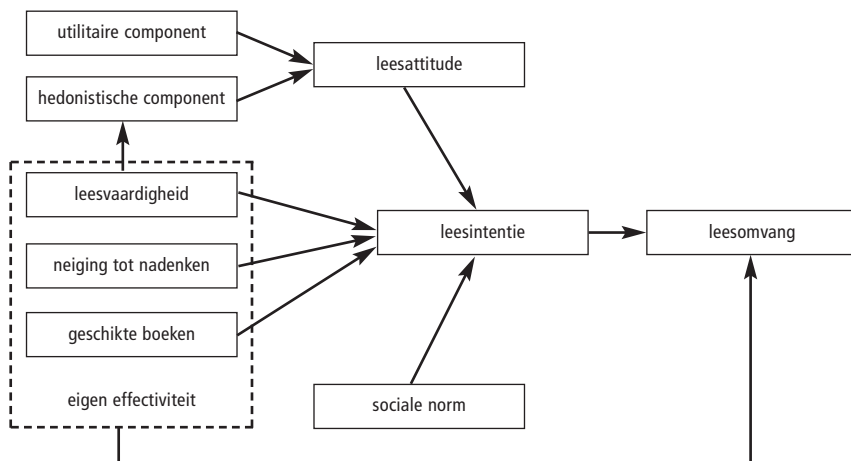 utilitaire component
leesattitude
hedonistische component
leesvaardigheid
leesintentie
leesomvang
neiging tot nadenken
geschikte boeken
eigen effectiviteit
sociale norm